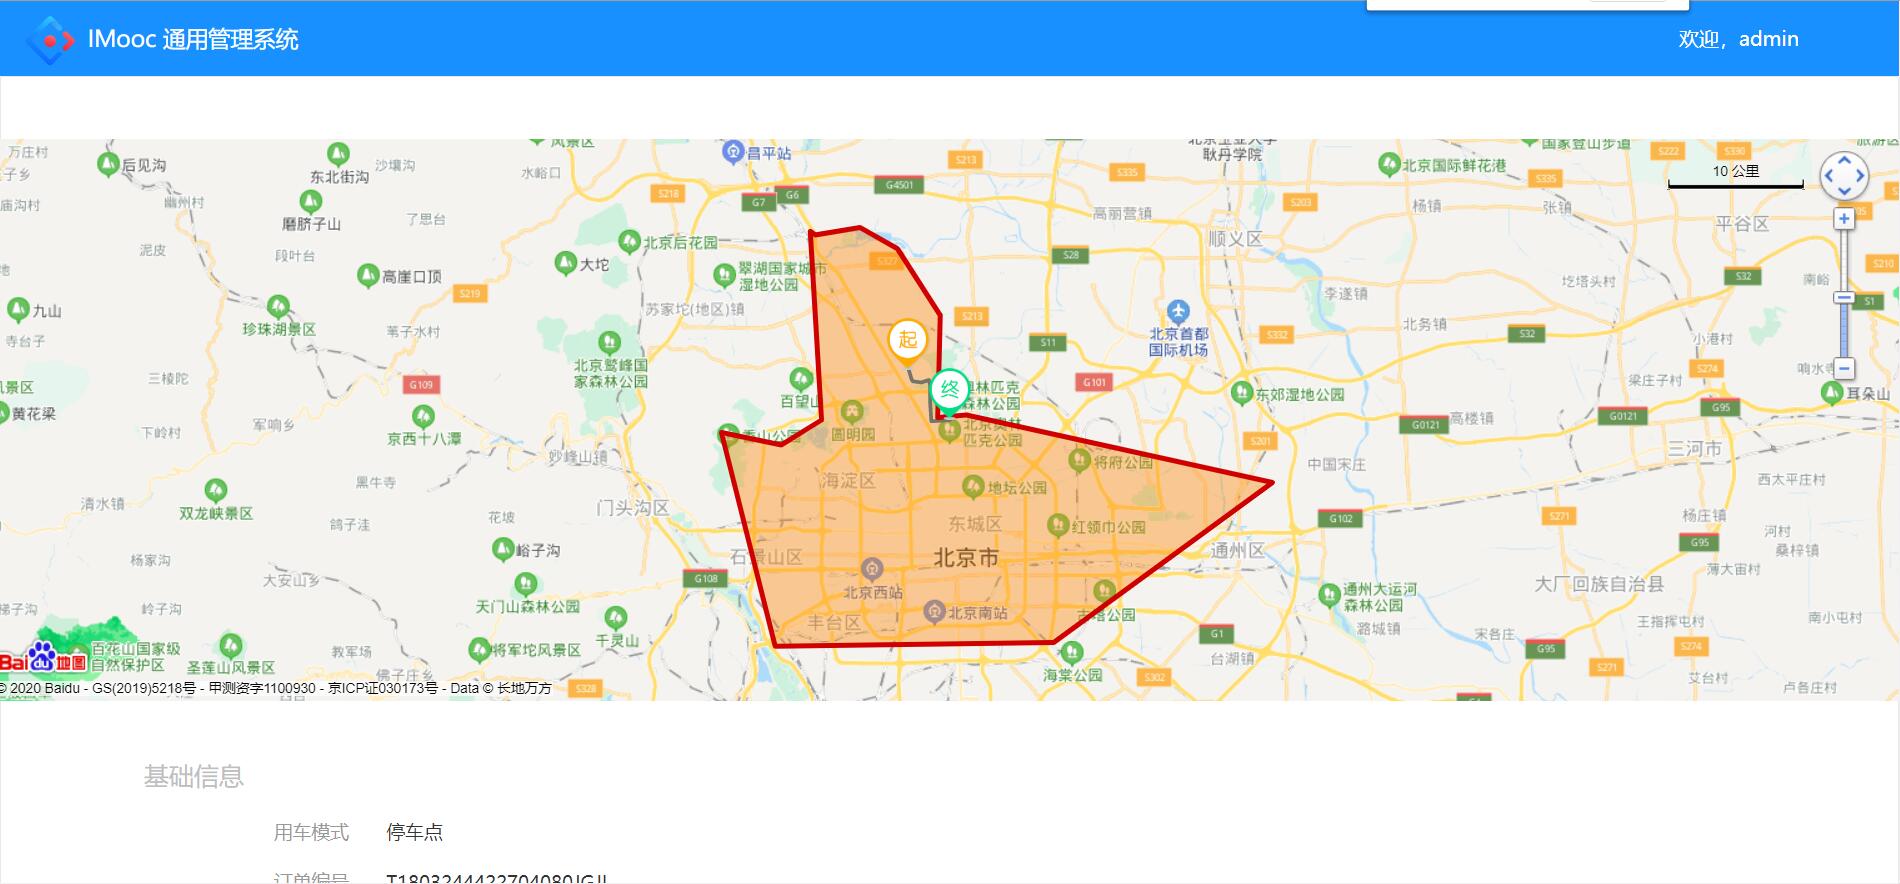 IMooc 通用管理系统
欢迎，admin
万庄村
后见沟
东北街沟
沙壤沟
水峪口
风景区
昌平站
S213
S335
耿丹学院
北京国际鲜花港
国家登山步道
S222
S330
10 公里
S335
幽州村
磨脐子山
了思台
S218
G7
G6
G4501
高丽营镇
S203
杨镇
张镇
平谷区
庙沟村
泥皮
段叶台
高崖口顶
大坨
北京后花园
翠湖国家城市
湿地公园
S327
S28
顺义区
S210
S32
南峪
圪塔头村
九山
珍珠湖景区
S219
苇子水村
苏家坨(地区)镇
S213
李遂镇
S1
寺台子
北京鹫峰国
家森林公园
起
S11
北京首都
国际机场
S332
北务镇
S32
小港村
三棱陀
G109
百望山
终
奥林匹克
森林公园
G101
东郊湿地公园
梁庄子村
S274
响水
耳朵山
黄花梁
京西十八潭
军响乡
下岭村
香山公园
圆明园
北京奥林
匹克公园
S201
G0121
高楼镇
G0121
G95
妙峰山镇
海淀区
将府公园
中国宋庄
三河市
西太平庄村
清水镇
双龙峡景区
黑牛寺
鸽子洼
花坡
门头沟区
地坛公园
东城区
红领巾公园
G102
S271
杨庄镇
河村
桑梓镇
杨家沟
峪子沟
石景山区
北京市
通州区
G95
薄大宙村
大安山乡
天门山森林公园
G108
北京西站
北京南站
丰台区
通州大运河
森林公园
大厂回族自治县
梯子沟
岭子沟
千灵山
G1
潞城镇
宋各庄
王指挥屯村
南小屯村
百花山国家级
自然保护区
教军场
圣莲山风景区
将军坨风景区
佛子庄乡
海棠公园
台湖镇
G95
S274
S271
S302
艾台村
卢各庄村
S328
Bai 地图
© 2020 Baidu - GS(2019)5218号 - 甲测资字1100930 - 京ICP证030173号 - Data © 长地万方
基础信息
用车模式 停车点
订单编号 T1803244422704080JGJI